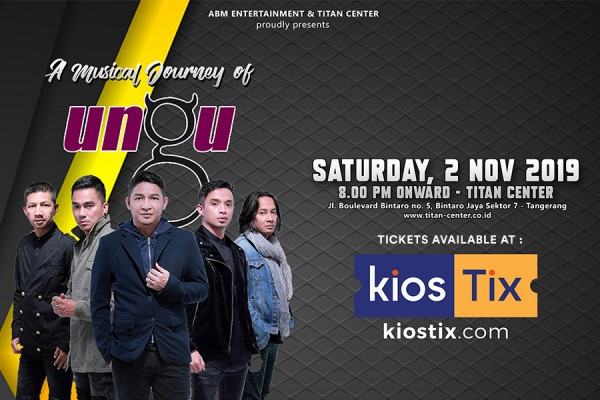 ABM ENTERTAINMENT & TITAN CENTER
proudly presents
A Musical Journey of
ungu
SATURDAY, 2 NOV 2019
8.00 PM ONWARD - TITAN CENTER
Jl. Boulevard Bintaro no. 5, Bintaro Jaya Sektor 7 - Tangerang
www.titan-center.co.id
TICKETS AVAILABLE AT :
kios Tix
kiostix.com